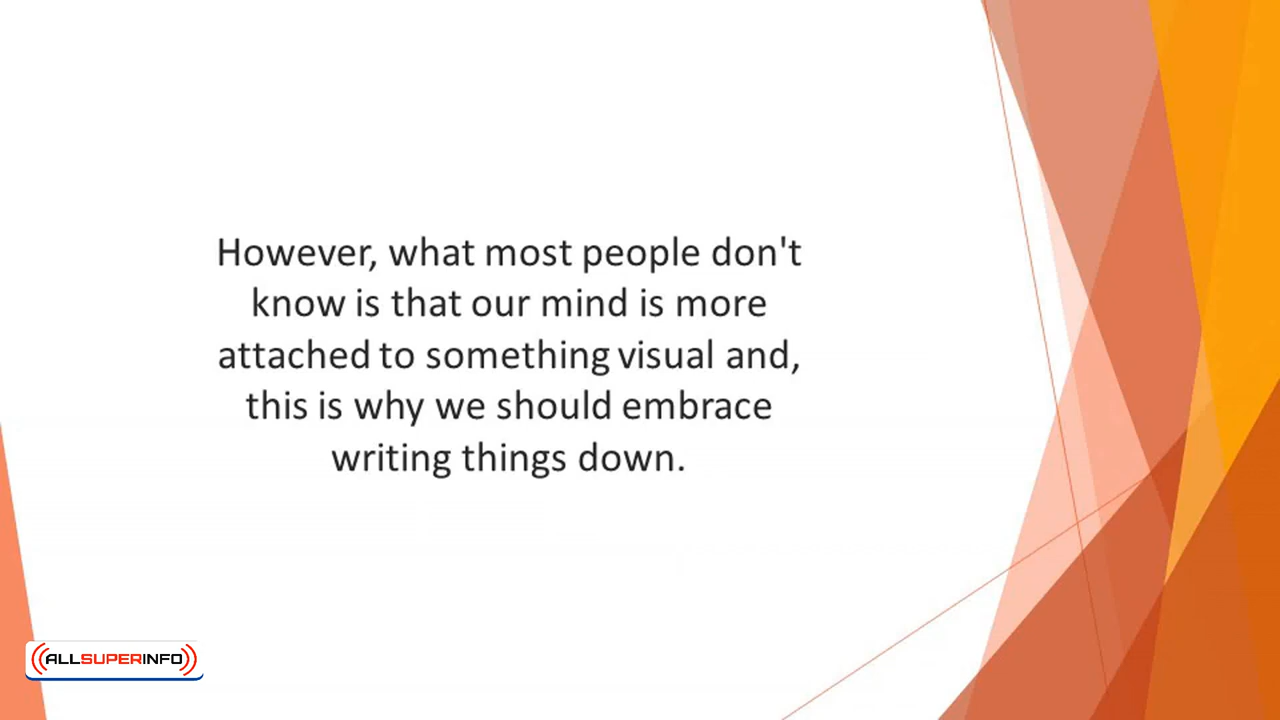 However, what most people don't
know is that our mind is more
attached to something visual and,
this is why we should embrace
writing things down.
ALLSUPERINFO